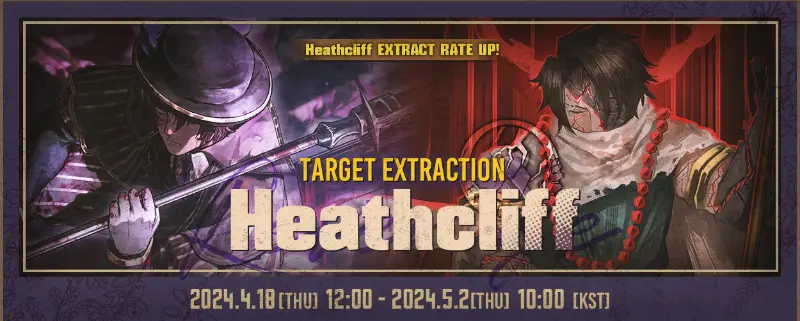 Heathcliff EXTRACT RATE UP!
TARGET EXTRACTION
Heathcliff
2024.4.18[THU] 12:00 - 2024.5.2[THU] 10:00 [KST]